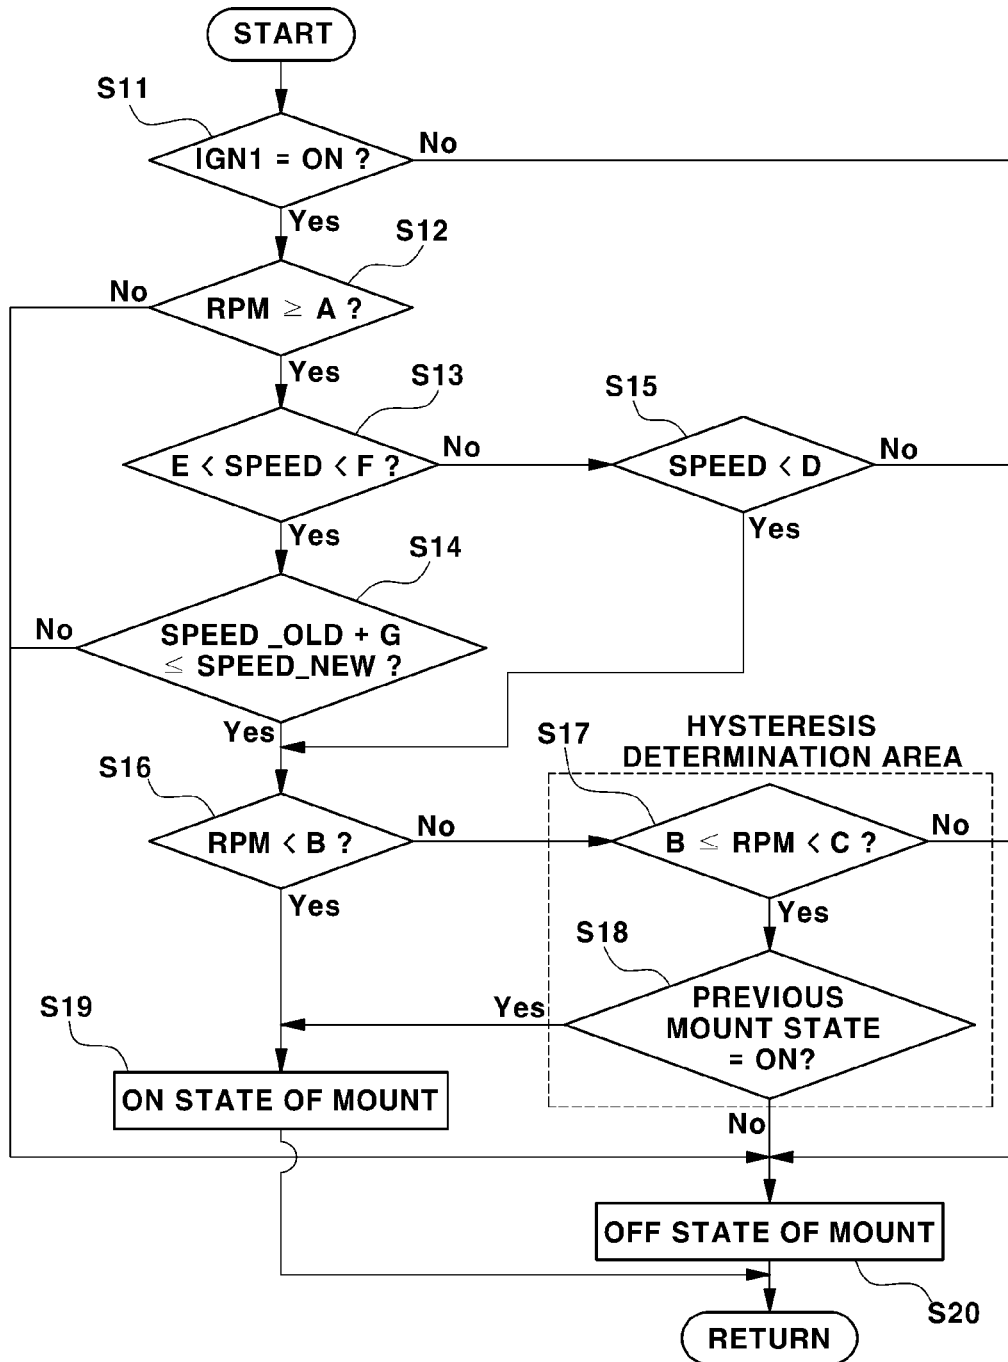 START
S11
IGN1 = ON ?
No
Yes
S12
No
RPM ≥ A ?
Yes
S13
E < SPEED < F ?
No
S15
SPEED < D
No
Yes
Yes
S14
No
SPEED _OLD + G
≤ SPEED_NEW ?
Yes
HYSTERESIS
DETERMINATION AREA
S16
RPM < B ?
No
Yes
S17
B ≤ RPM < C ?
No
Yes
S18
PREVIOUS
MOUNT STATE
= ON?
Yes
No
S19
ON STATE OF MOUNT
OFF STATE OF MOUNT
S20
RETURN